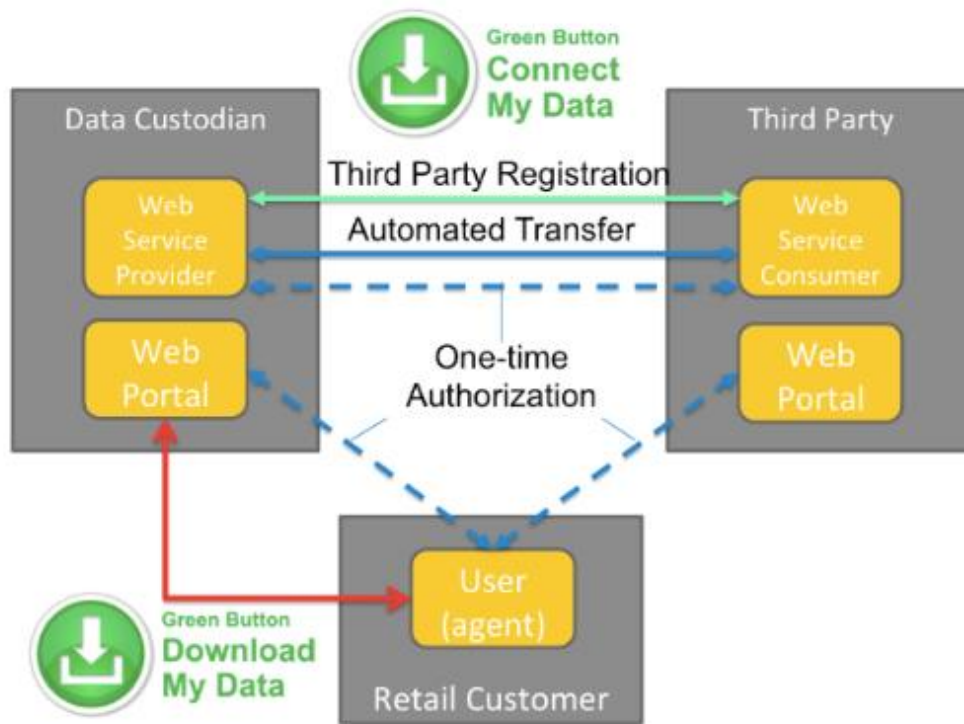 Green Button
Connect
My Data
Data Custodian
Third Party
Third Party Registration
Web
Service
Provider
Web
Service
Consumer
Automated Transfer
Web
Portal
One-time
Authorization
Web
Portal
User
(agent)
Green Button
Download
My Data
Retail Customer